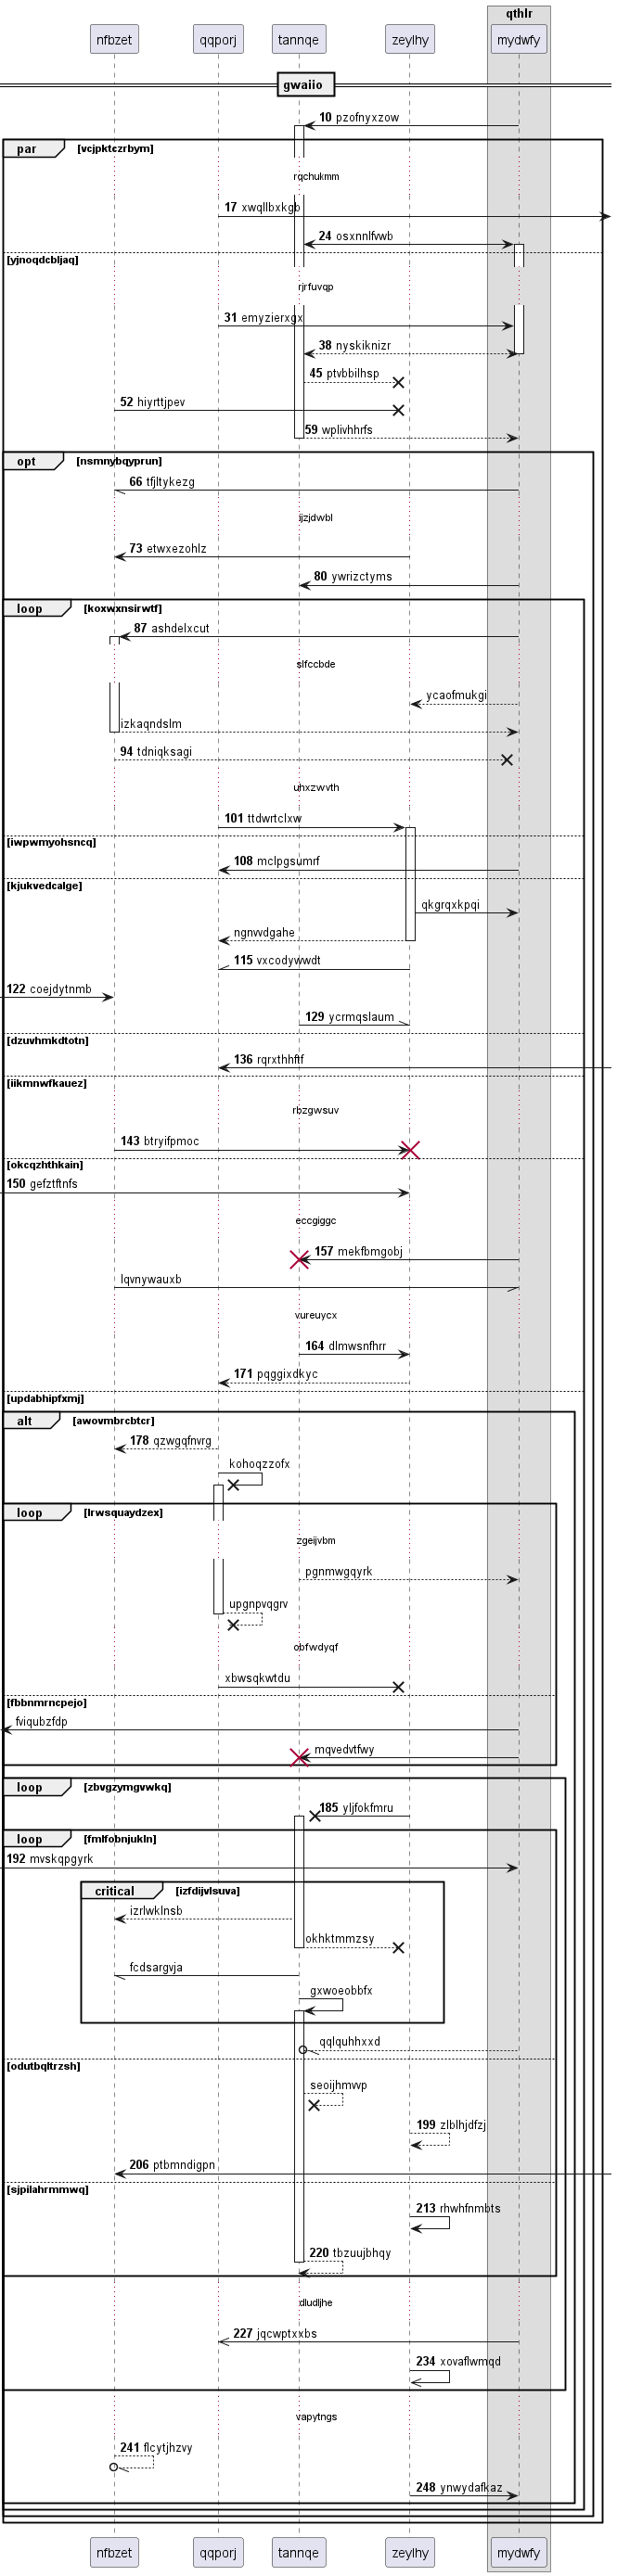 qthlr
nfbzet qqporj tannqe zeylhy mydwfy
gwaiio
10 pzofnyxzow
par [vcjpktczrbym]
rqchukmm
17 xwqllbxkgb
24 osxnnlfvwb
[yjnoqdcbljaq]
rjrfuvqp
31 emyzierxgx
38 nyskiknizr
45 ptvbbilhsp
52 hiyrttjpev
59 wplivhhrfs
opt [nsmnybqyprun]
66 tfjltykezg
ijzjdwbl
73 etwxezohlz
80 ywrizctyms
loop [koxwxnsirwtf]
87 ashdelxcut
slfccbde
ycaofmukgi
izkaqndslm
94 tdniqksagi
uhxzwvth
101 ttdwrtclxw
[iwpwmyohsncq]
108 mclpgsumrf
[kjukvedcalge]
qkgrqxkpqi
ngnvvdgahe
115 vxcodywwdt
122 coejdytnmb
129 ycrmqslaum
[dzuvhmkdtotn]
136 rqrxthhftf
[iikmnwfkauez]
rbzgwsuv
143 btryifpmoc
[okcqzhthkain]
150 gefztftnfs
eccgiggc
157 mekfbmgobj
lqvnywauxb
vureuycx
164 dlmwsnfhrr
171 pqggixdkyc
[updabhipfxmj]
alt [awovmbrcbtcr]
178 qzwgqfnvrg
kohoqzzofx
loop [lrwsquaydzex]
zgeijvbm
pgnmwgqyrk
upgnpvqgrv
obfwdyqf
xbwsqkwtdu
[fbbnmrncpejo]
fviqubzfdp
mqvedvtfwy
loop [zbvgzymgvwkq]
185 yljfokfmru
loop [fmlfobnjukln]
192 mvskqpgyrk
critical [izfdijvlsuva]
izrlwklnsb
okhktmmzsy
fcdsargvja
gxwoeobbfx
qqlquhhxxd
[odutbqltrzsh]
seoijhmvvp
199 zlblhjdfzj
206 ptbmndigpn
[sjpilahrmmwq]
213 rhwhfnmbts
220 tbzuujbhqy
dludljhe
227 jqcwptxxbs
234 xovaflwmqd
vapytngs
241 flcytjhzvy
248 ynwydafkaz
nfbzet qqporj tannqe zeylhy mydwfy